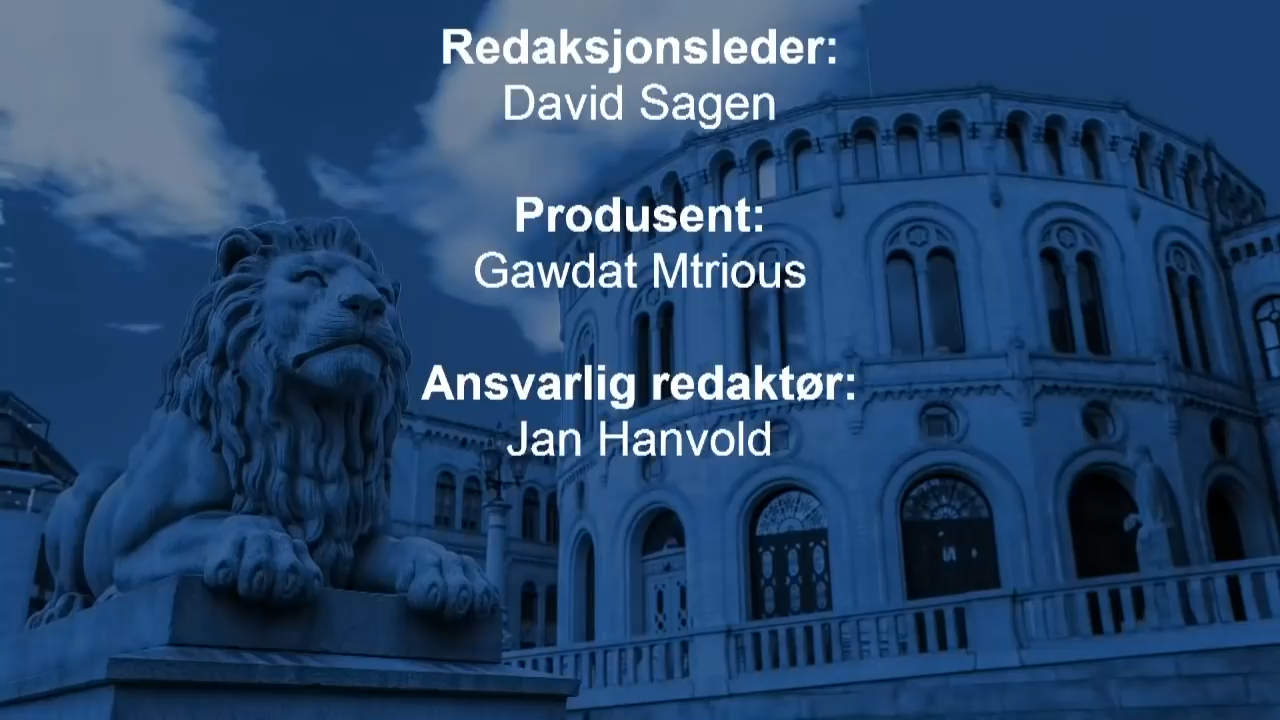 Redaksjonsleder:
David Sagen
Produsent:
Gawdat Mtrious
Ansvarlig redaktør:
Jan Hanvold